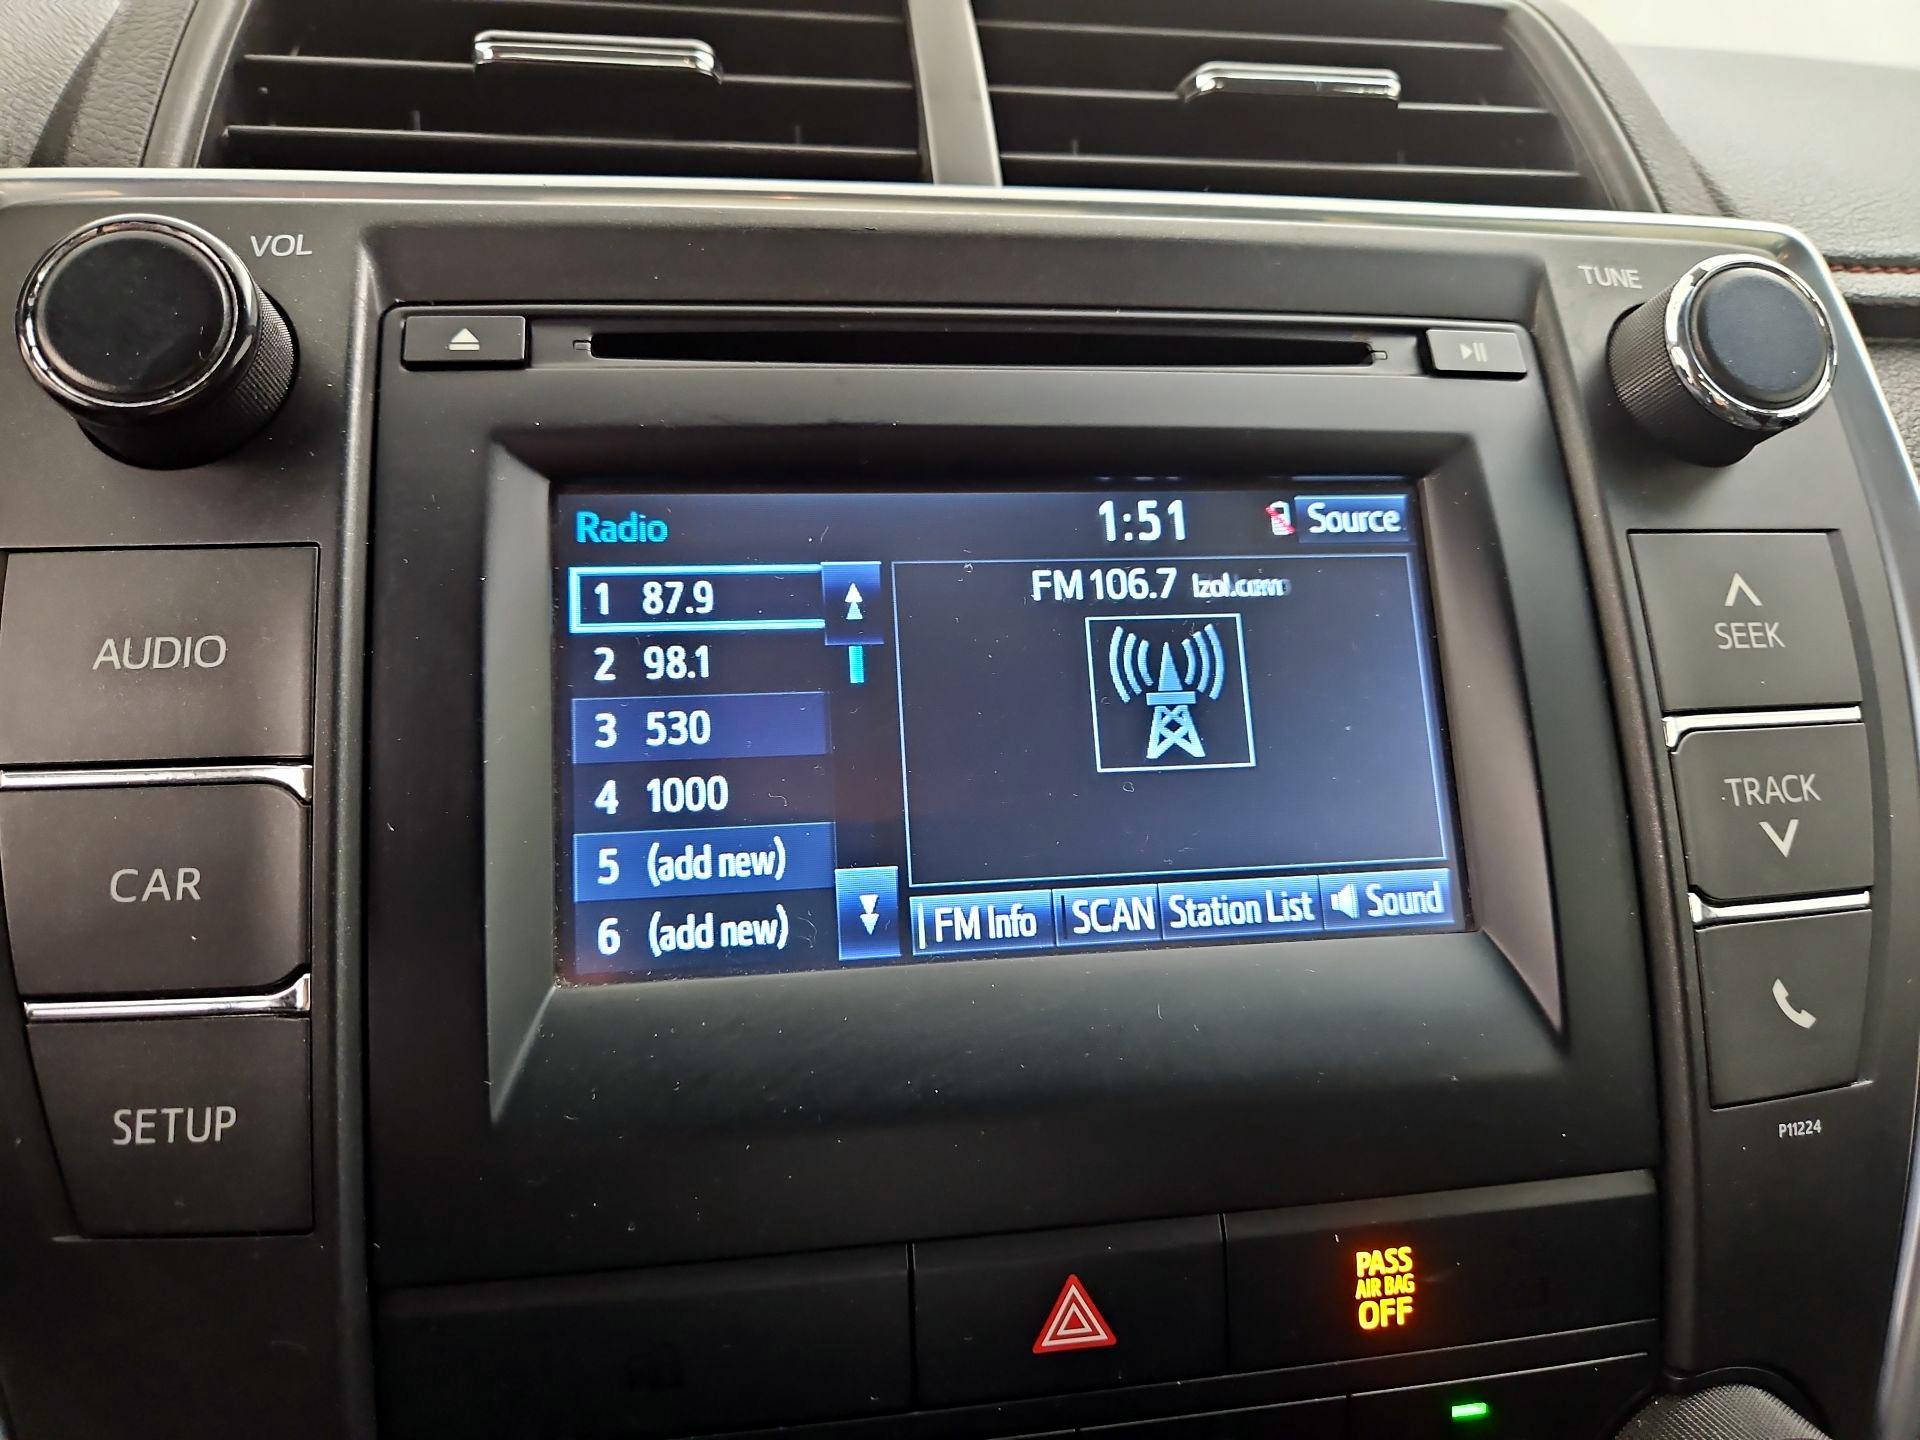 VOL
TUNE
Radio
1:51
Source
1 87.9
FM 106.7
2 98.1
3 530
4 1000
5 (add new)
6 (add new)
FM Info
SCAN
Station List
Sound
AUDIO
CAR
SETUP
SEEK
TRACK
P11224
PASS
AIR BAG
OFF